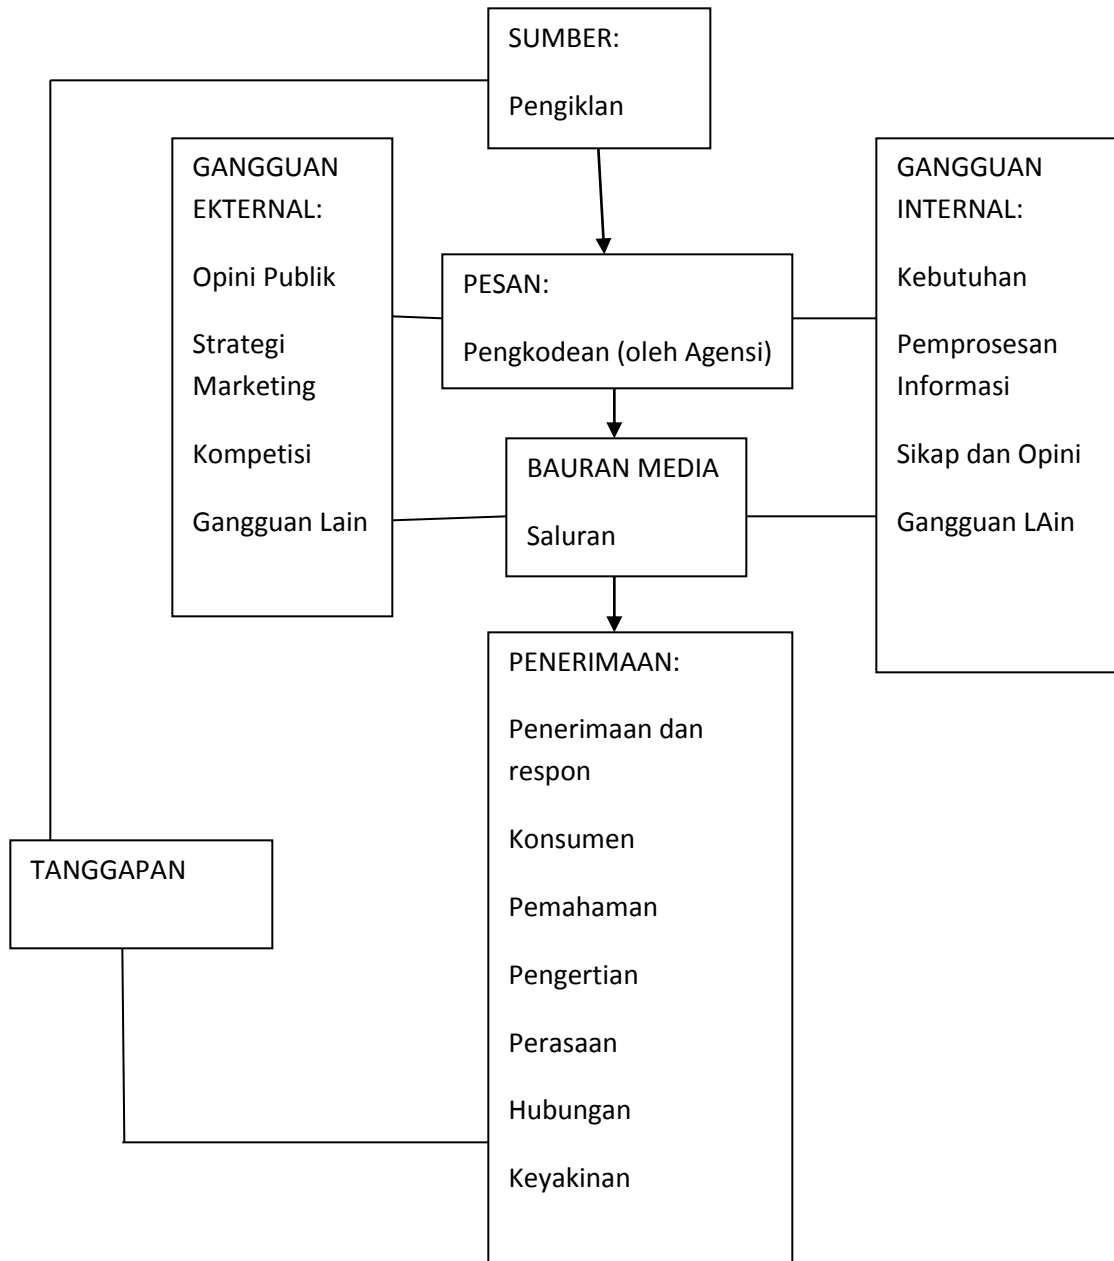 SUMBER:
Pengiklan
GANGGUAN
EKTERNAL:
Opini Publik
Strategi
Marketing
Kompetisi
Gangguan Lain
PESAN:
Pengkodean (oleh Agensi)
GANGGUAN
INTERNAL:
Kebutuhan
Pemprosesan
Informasi
Sikap dan Opini
Gangguan LAin
BAURAN MEDIA
Saluran
PENERIMAAN:
Penerimaan dan
respon
Konsumen
Pemahaman
Pengertian
Perasaan
Hubungan
Keyakinan
TANGGAPAN